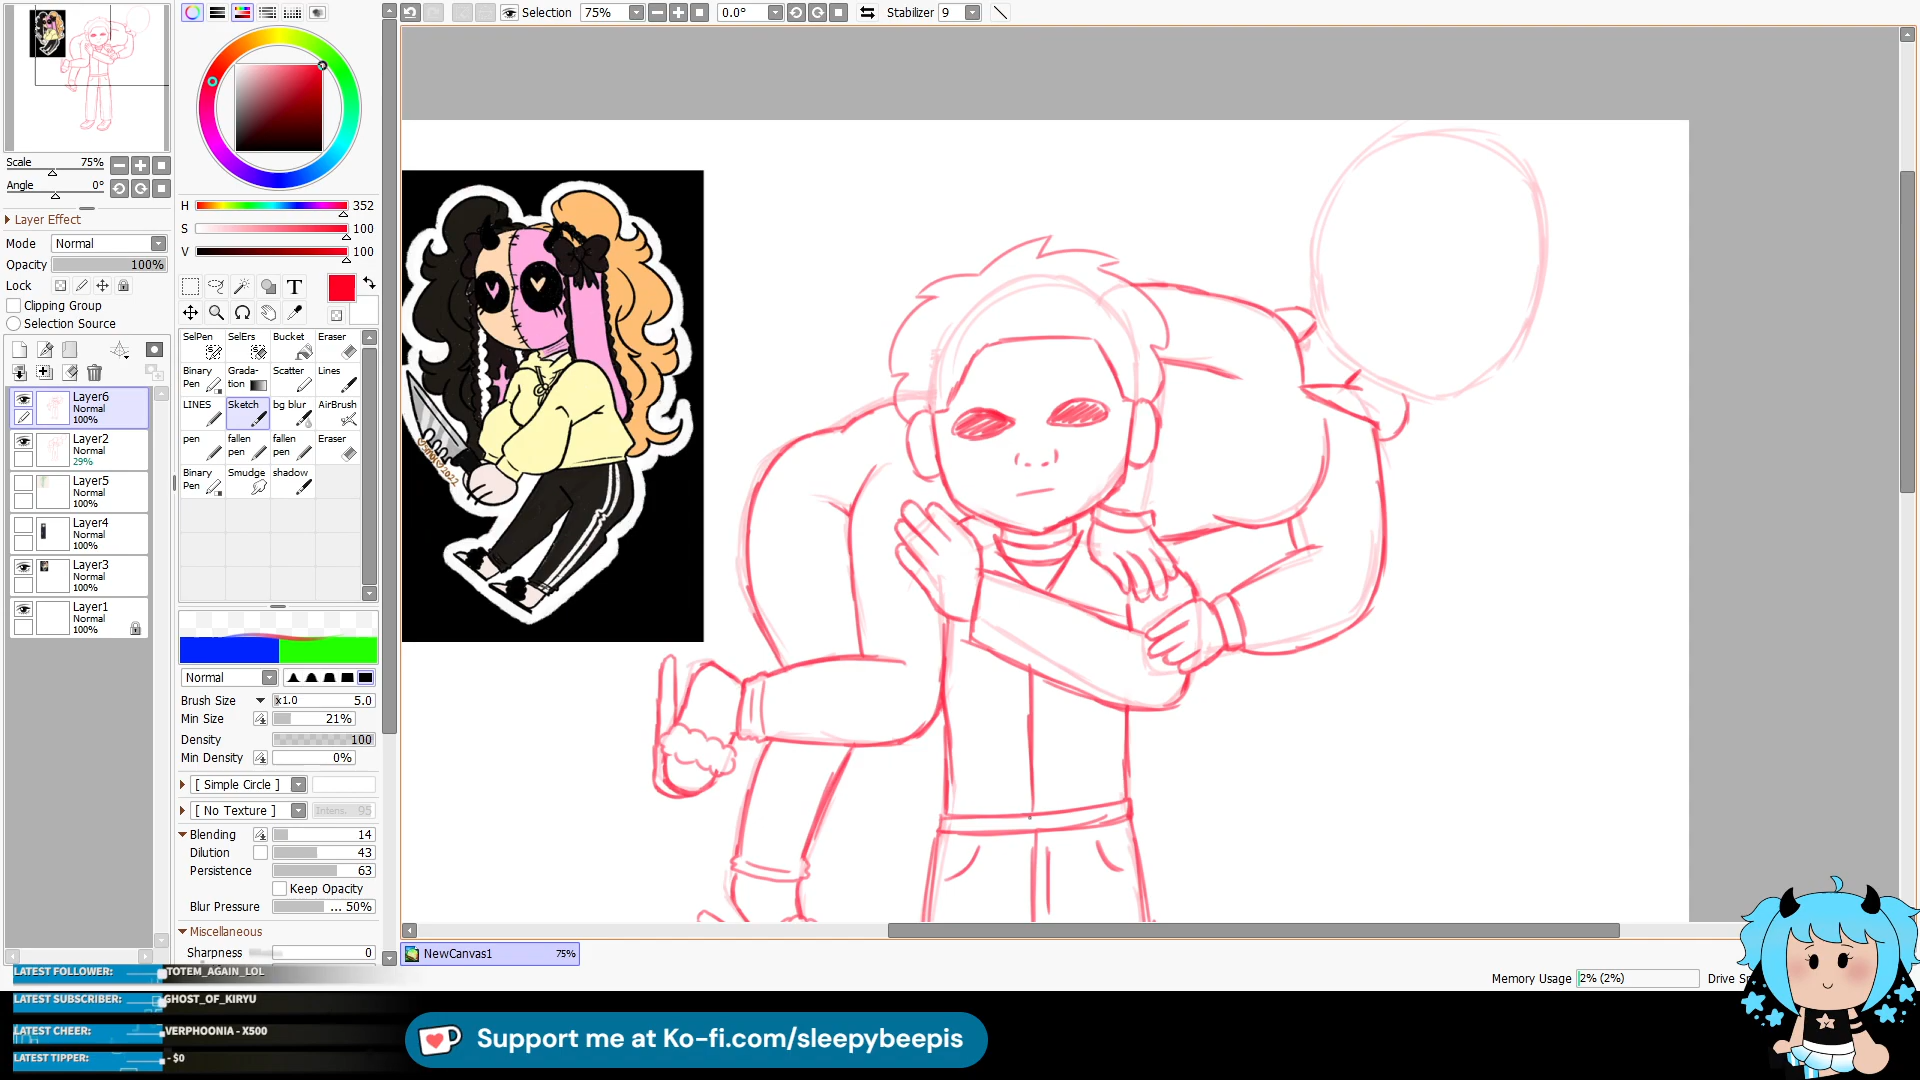 Selection 75% 0.0° Stabilizer 9
Scale 75%
Angle 0°
Layer Effect
Mode Normal
Opacity 100%
Lock
Clipping Group
Selection Source
Layer6
Normal
100%
Layer2
Normal
29%
Layer5
Normal
100%
Layer4
Normal
100%
Layer3
Normal
100%
Layer1
Normal
100%
H 352
S 100
V 100
T
SelPen SelErs Bucket Eraser
Binary Pen Grada-tion Scatter Lines
LINES Sketch bg blur AirBrush
pen fallen pen fallen pen Eraser
Binary Pen Smudge shadow
Normal
Brush Size x1.0 5.0
Min Size 21%
Density 100
Min Density 0%
[ Simple Circle ]
[ No Texture ] Intens. 95
Blending 14
Dilution 43
Persistence 63
Keep Opacity
Blur Pressure ... 50%
Miscellaneous
Sharpness 0
NewCanvas1 75%
Memory Usage 2% (2%) Drive
LATEST FOLLOWER: TOTEM_AGAIN_LOL
LATEST SUBSCRIBER: GHOST_OF_KIRYU
LATEST CHEER: VERPHOONIA - X500
LATEST TIPPER: - $0
Support me at Ko-fi.com/sleepybeepis